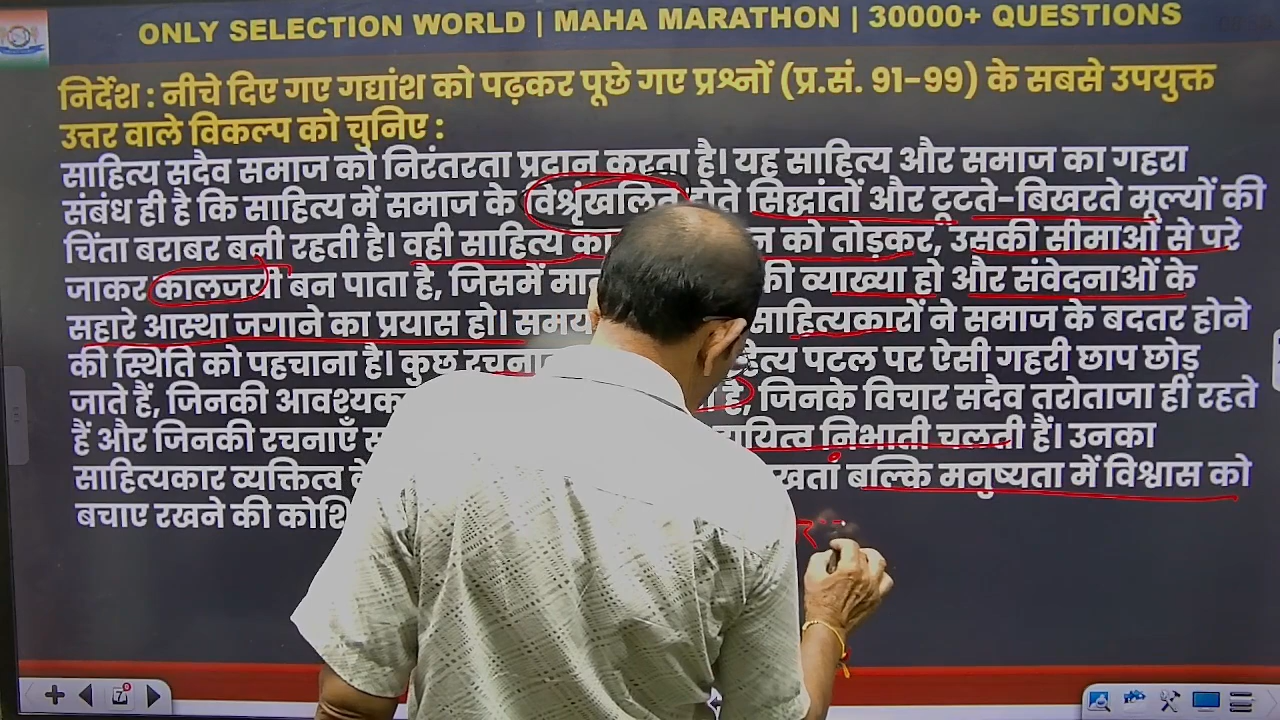 ONLY SELECTION WORLD | MAHA MARATHON | 30000+ QUESTIONS
निर्देश : नीचे दिए गए गद्यांश को पढ़कर पूछे गए प्रश्नों (प्र.सं. 91-99) के सबसे उपयुक्त
उत्तर वाले विकल्प को चुनिए :
साहित्य सदैव समाज को निरंतरता प्रदान करता है। यह साहित्य और समाज का गहरा
संबंध ही है कि साहित्य में समाज के विश्रृंखलित होते सिद्धांतों और टूटते-बिखरते मूल्यों की
चिंता बराबर बनी रहती है। वही साहित्य का को तोड़कर, उसकी सीमाओं से परे
जाकर कालजयी बन पाता है, जिसमें की व्याख्या हो और संवेदनाओं के
सहारे आस्था जगाने का प्रयास हो। समय साहित्यकारों ने समाज के बदतर होने
की स्थिति को पहचाना है। कुछ पटल पर ऐसी गहरी छाप छोड़
जाते हैं, जिनकी है, जिनके विचार सदैव तरोताजा ही रहते
हैं और जिनकी रचनाएँ निभाती चलती हैं। उनका
साहित्यकार व्यक्तित्व बल्कि मनुष्यता में विश्वास को
बचाए रखने की